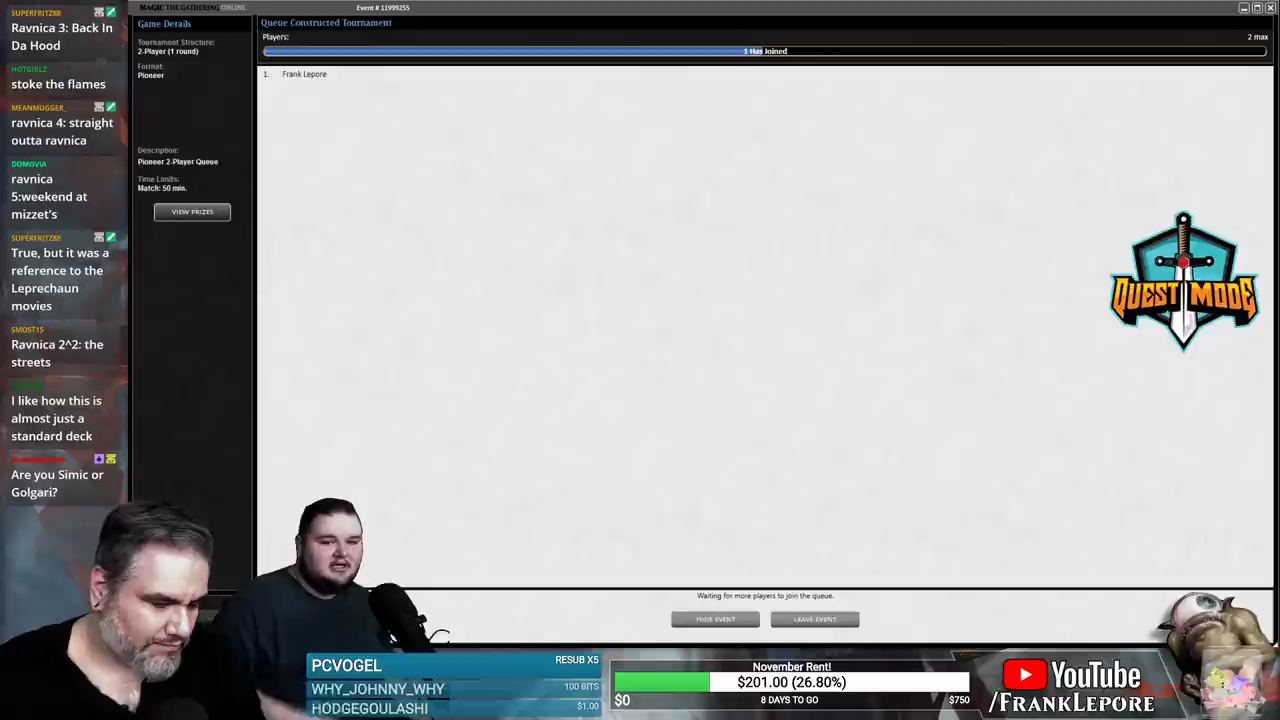 MAGIC THE GATHERING ONLINE
Event # 11999255
Game Details
Tournament Structure:
2-Player (1 round)
Format:
Pioneer
Description:
Pioneer 2-Player Queue
Time Limits:
Match: 50 min.
VIEW PRIZES
Queue Constructed Tournament
Players:
1 Has Joined
2 max
1. Frank Lepore
SUPERFRITZ88
Ravnica 3: Back In
Da Hood
HOTGIRLZ
stoke the flames
MEANMUGGER_
ravnica 4: straight
outta ravnica
DOMOVIA
ravnica
5:weekend at
mizzet's
SUPERFRITZ88
True, but it was a
reference to the
Leprechaun
movies
SMOST15
Ravnica 2^2: the
streets
I like how this is
almost just a
standard deck
Are you Simic or
Golgari?
QUEST MODE
Waiting for more players to join the queue.
HIDE EVENT
LEAVE EVENT
PCVOGEL
RESUB X5
WHY_JOHNNY_WHY
100 BITS
HODGEGOULASHI
$1.00
November Rent!
$201.00 (26.80%)
$0
8 DAYS TO GO
$750
YouTube
/FRANKLEPORE